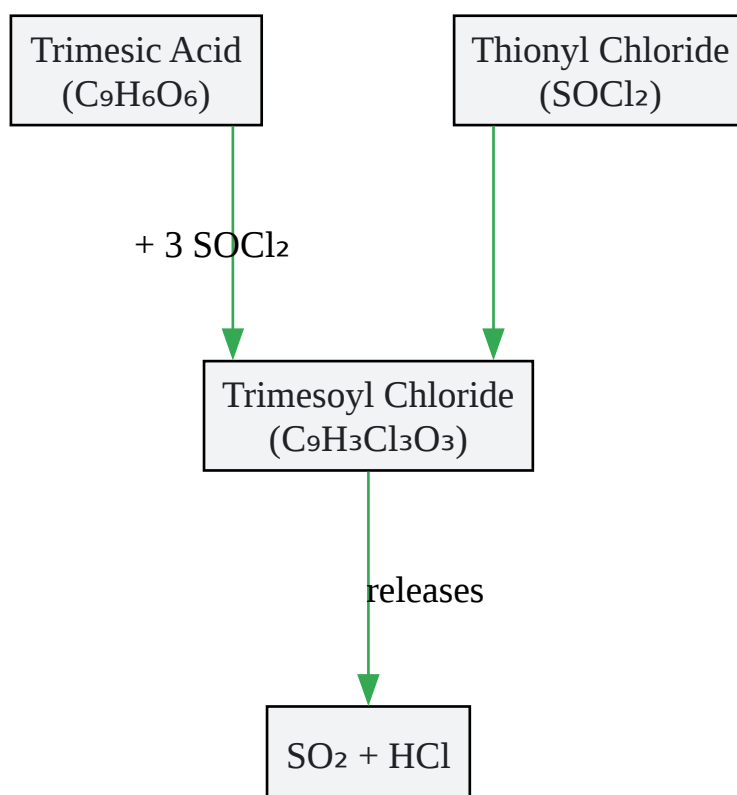 Trimesic Acid
(C₉H₆O₆)
Thionyl Chloride
(SOCl₂)
+ 3 SOCl₂
Trimesoyl Chloride
(C₉H₃Cl₃O₃)
releases
SO₂ + HCl